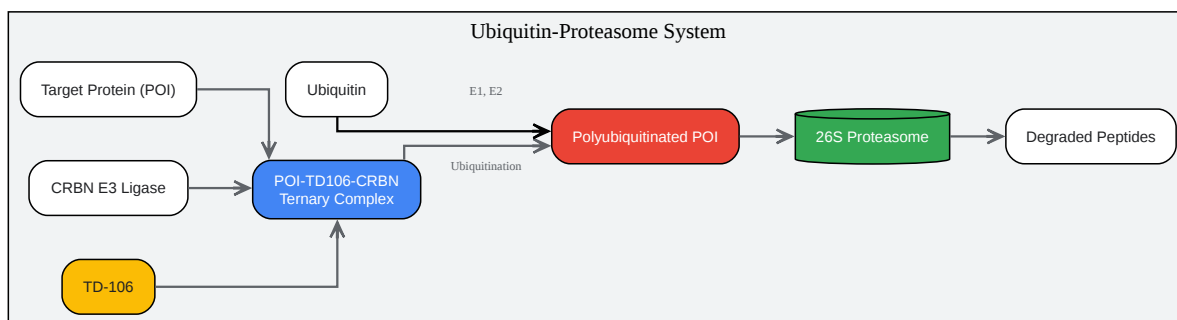 Ubiquitin-Proteasome System
Target Protein (POI)
Ubiquitin
E1, E2
Polyubiquitinated POI
26S Proteasome
Degraded Peptides
Ubiquitination
CRBN E3 Ligase
POI-TD106-CRBN
Ternary Complex
TD-106